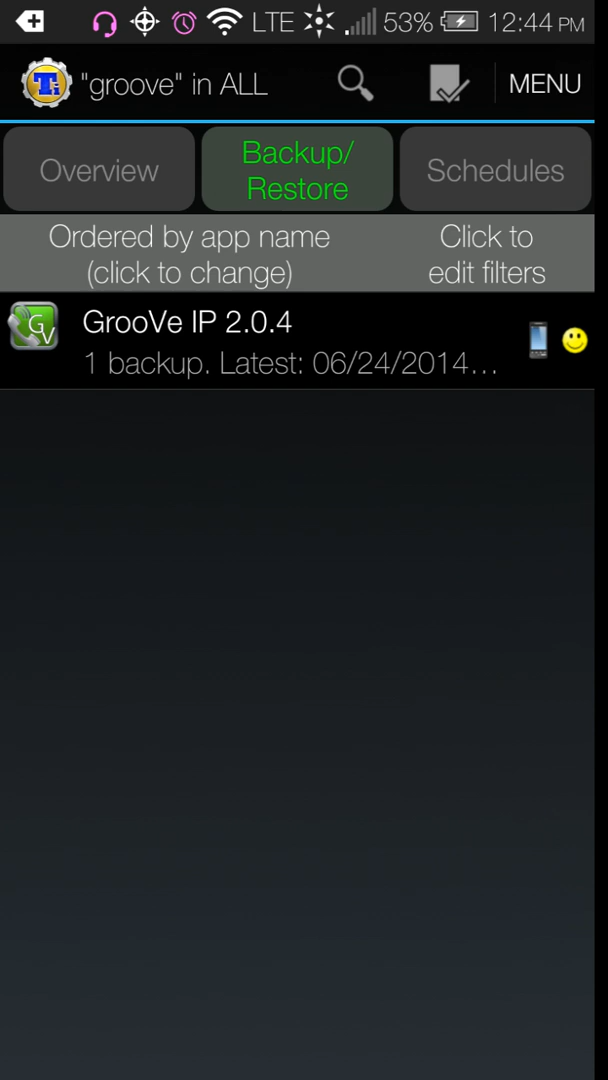 LTE 53% 12:44 PM
"groove" in ALL MENU
Overview
Backup/
Restore
Schedules
Ordered by app name
(click to change)
Click to
edit filters
GV
GrooVe IP 2.0.4
1 backup. Latest: 06/24/2014...